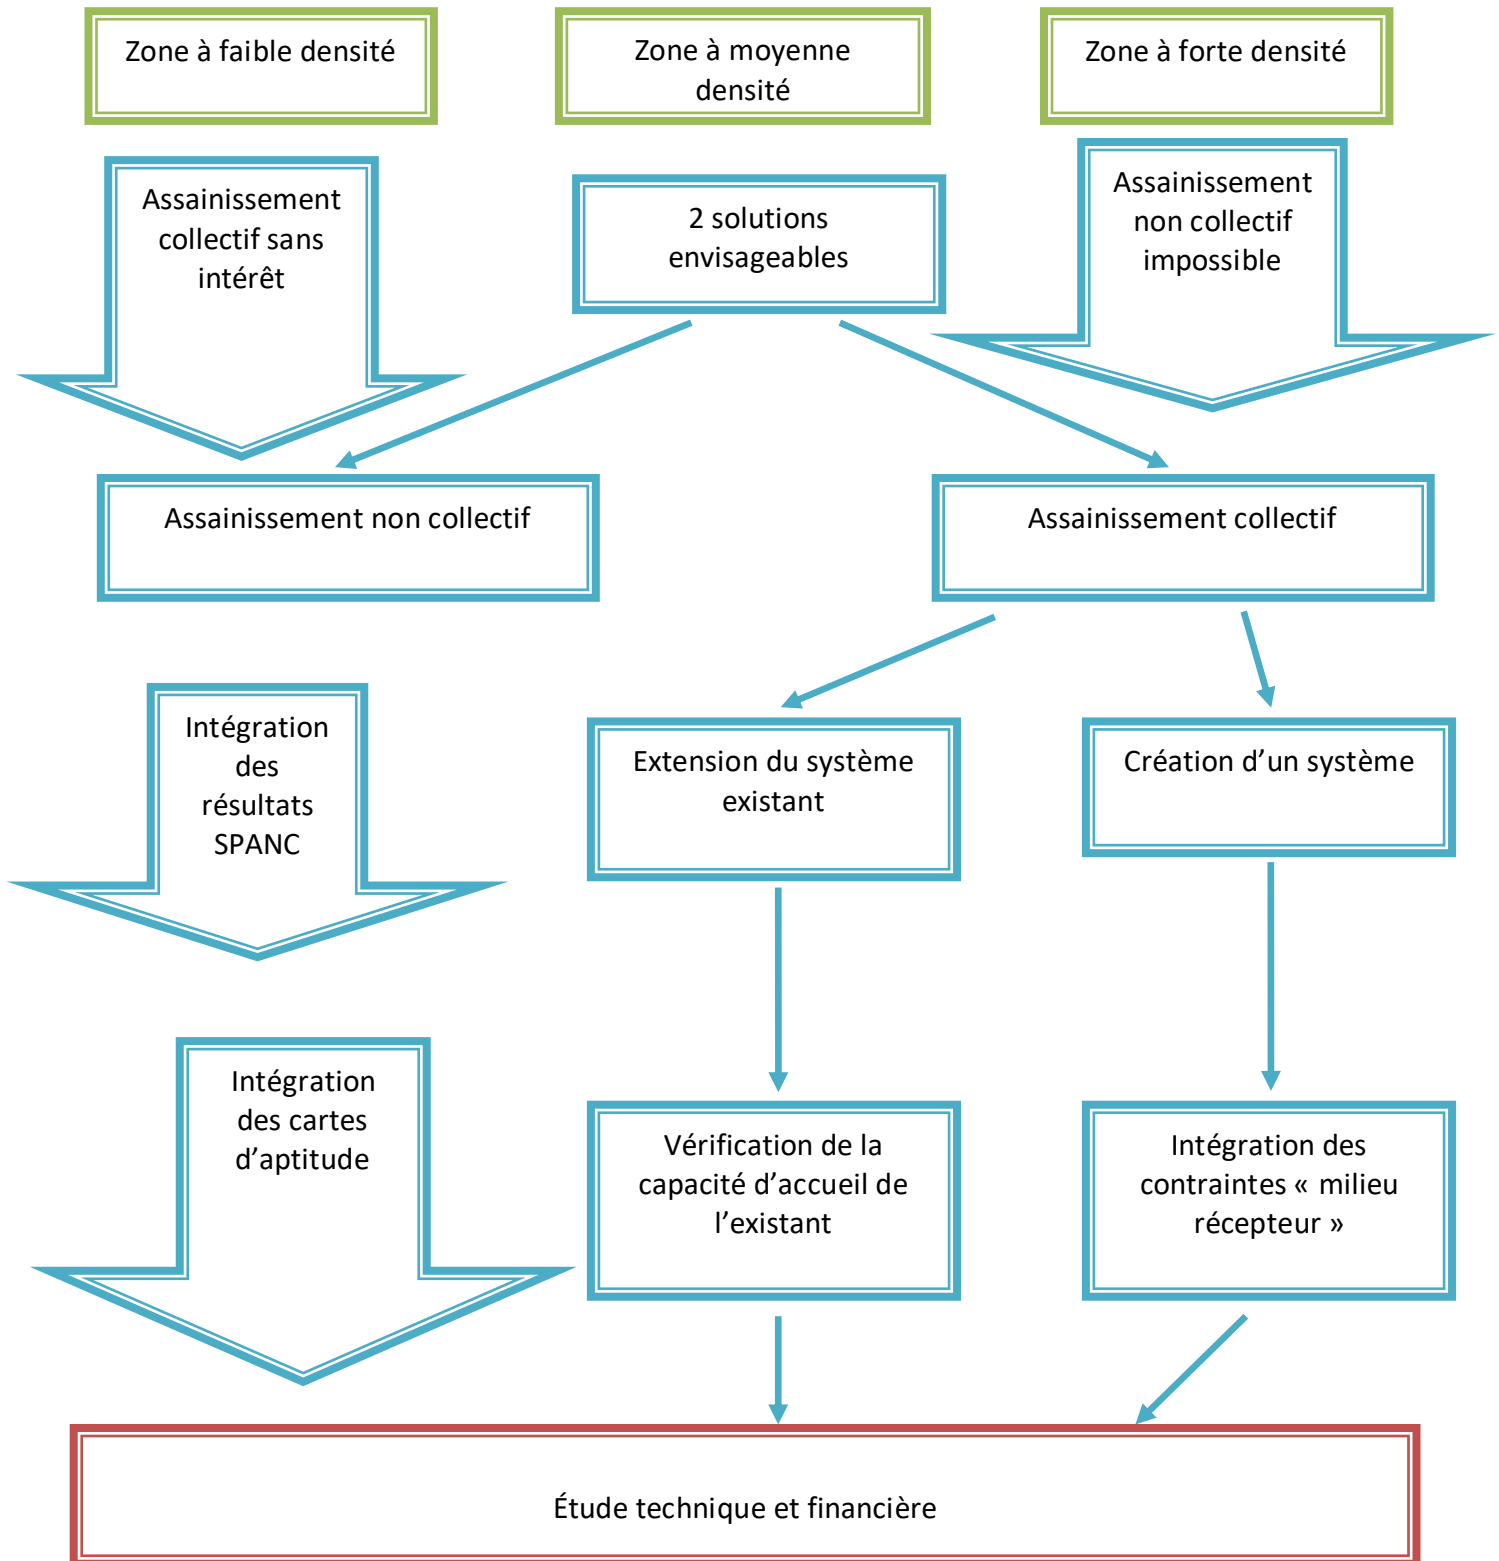 Zone à faible densité
Zone à moyenne
densité
Zone à forte densité
Assainissement
collectif sans
intérêt
2 solutions
envisageables
Assainissement
non collectif
impossible
Assainissement non collectif
Assainissement collectif
Intégration
des
résultats
SPANC
Extension du système
existant
Création d’un système
Intégration
des cartes
d’aptitude
Vérification de la
capacité d’accueil de
l’existant
Intégration des
contraintes « milieu
récepteur »
Étude technique et financière